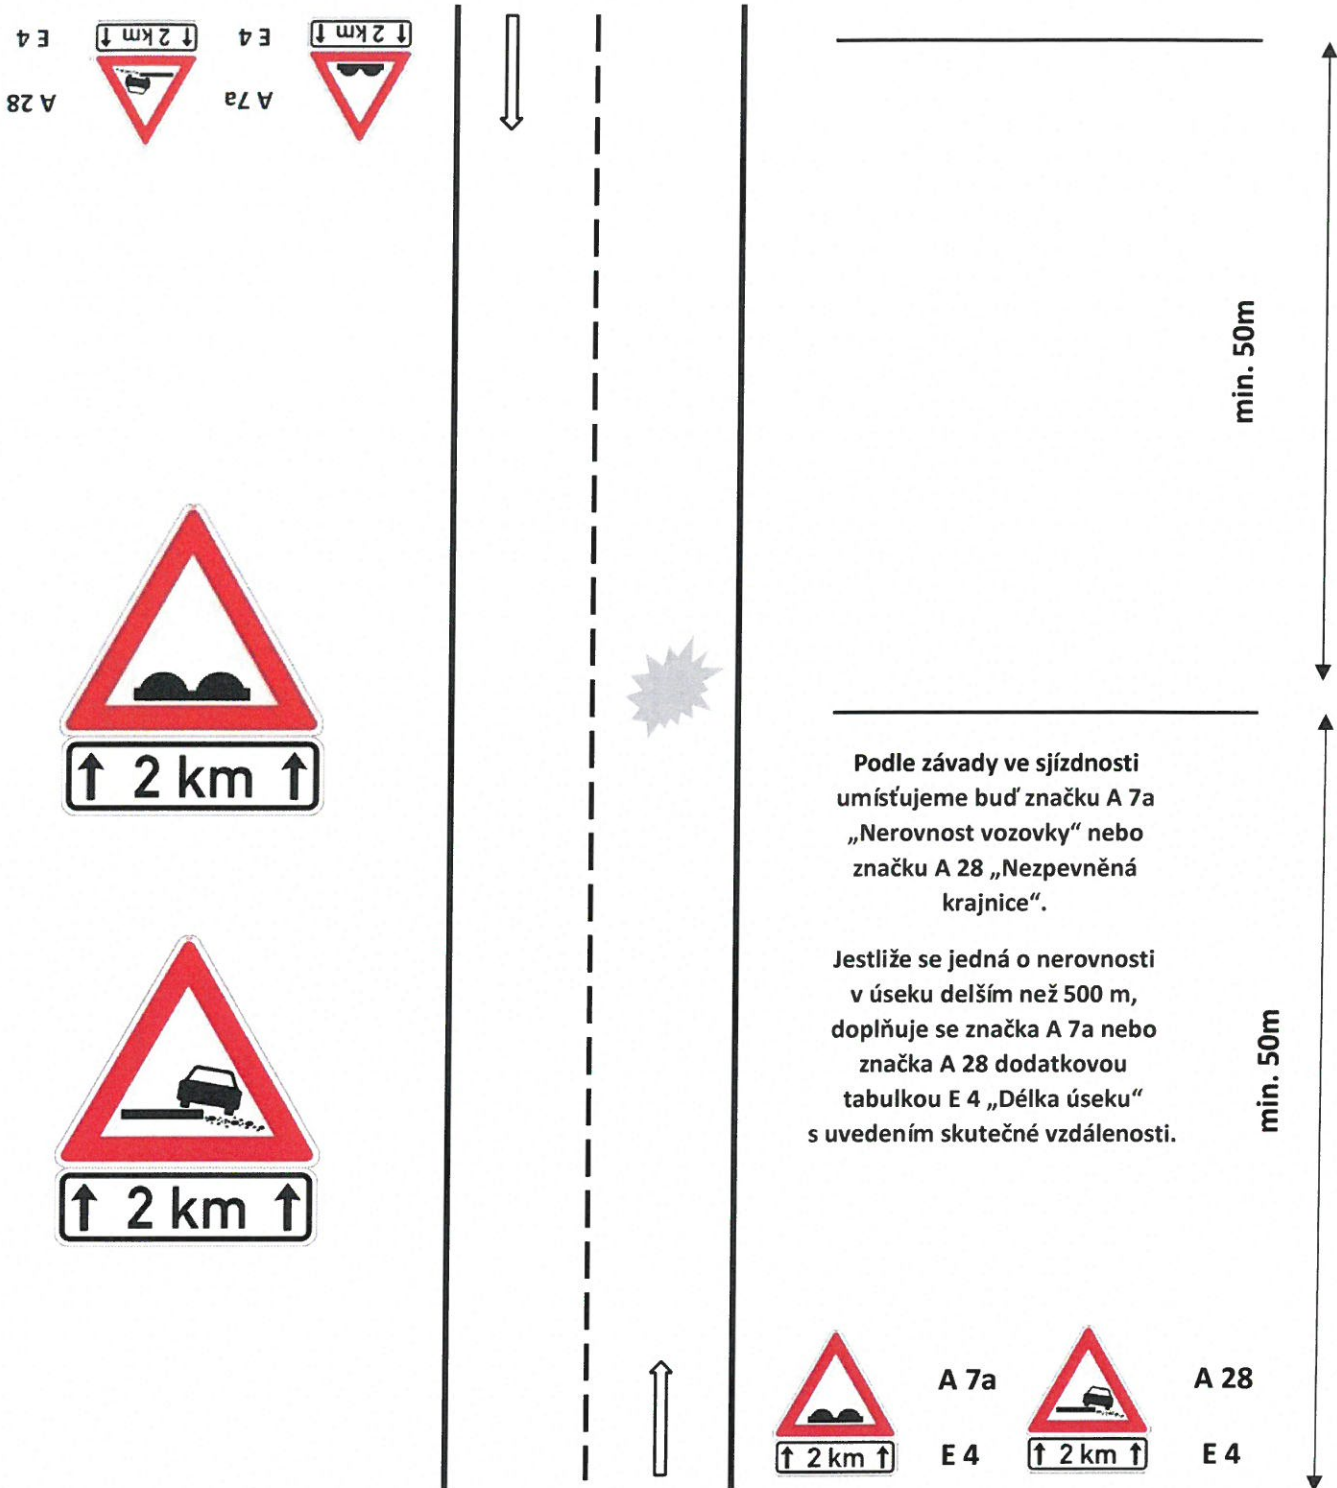 E 4 ↑ 2 km ↑ E 4 ↑ 2 km ↑
A 28 A 7a
min. 50m
↑ 2 km ↑
Podle závady ve sjízdnosti
umísťujeme buď značku A 7a
„Nerovnost vozovky“ nebo
značku A 28 „Nezpevněná
krajnice“.
Jestliže se jedná o nerovnosti
v úseku delším než 500 m,
doplňuje se značka A 7a nebo
značka A 28 dodatkovou
tabulkou E 4 „Délka úseku“
s uvedením skutečné vzdálenosti.
min. 50m
↑ 2 km ↑
A 7a A 28
↑ 2 km ↑ E 4 ↑ 2 km ↑ E 4